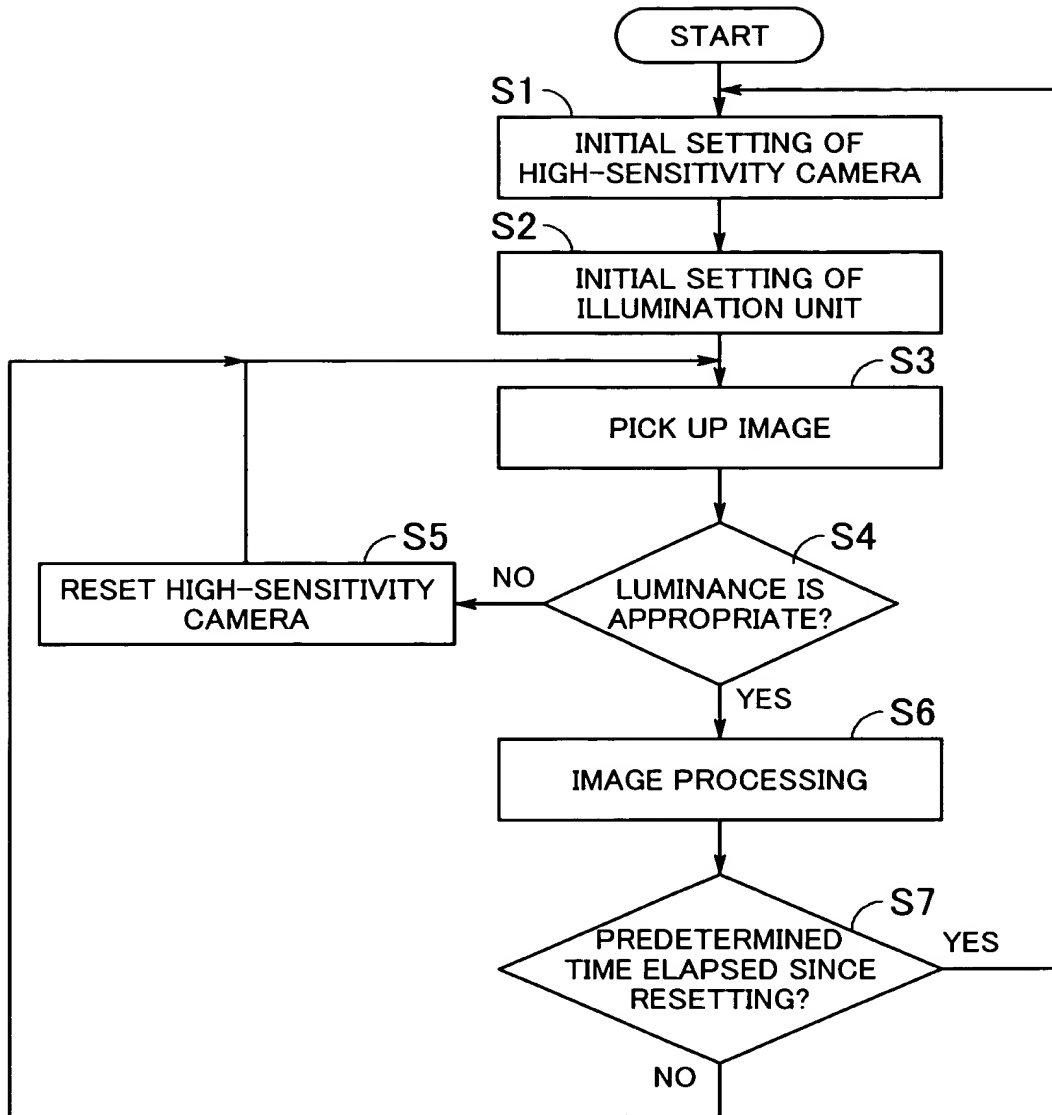 START
S1
INITIAL SETTING OF
HIGH-SENSITIVITY CAMERA
S2
INITIAL SETTING OF
ILLUMINATION UNIT
S3
PICK UP IMAGE
S4
LUMINANCE IS
APPROPRIATE?
NO
S5
RESET HIGH-SENSITIVITY
CAMERA
YES
S6
IMAGE PROCESSING
S7
PREDETERMINED
TIME ELAPSED SINCE
RESETTING?
YES
NO